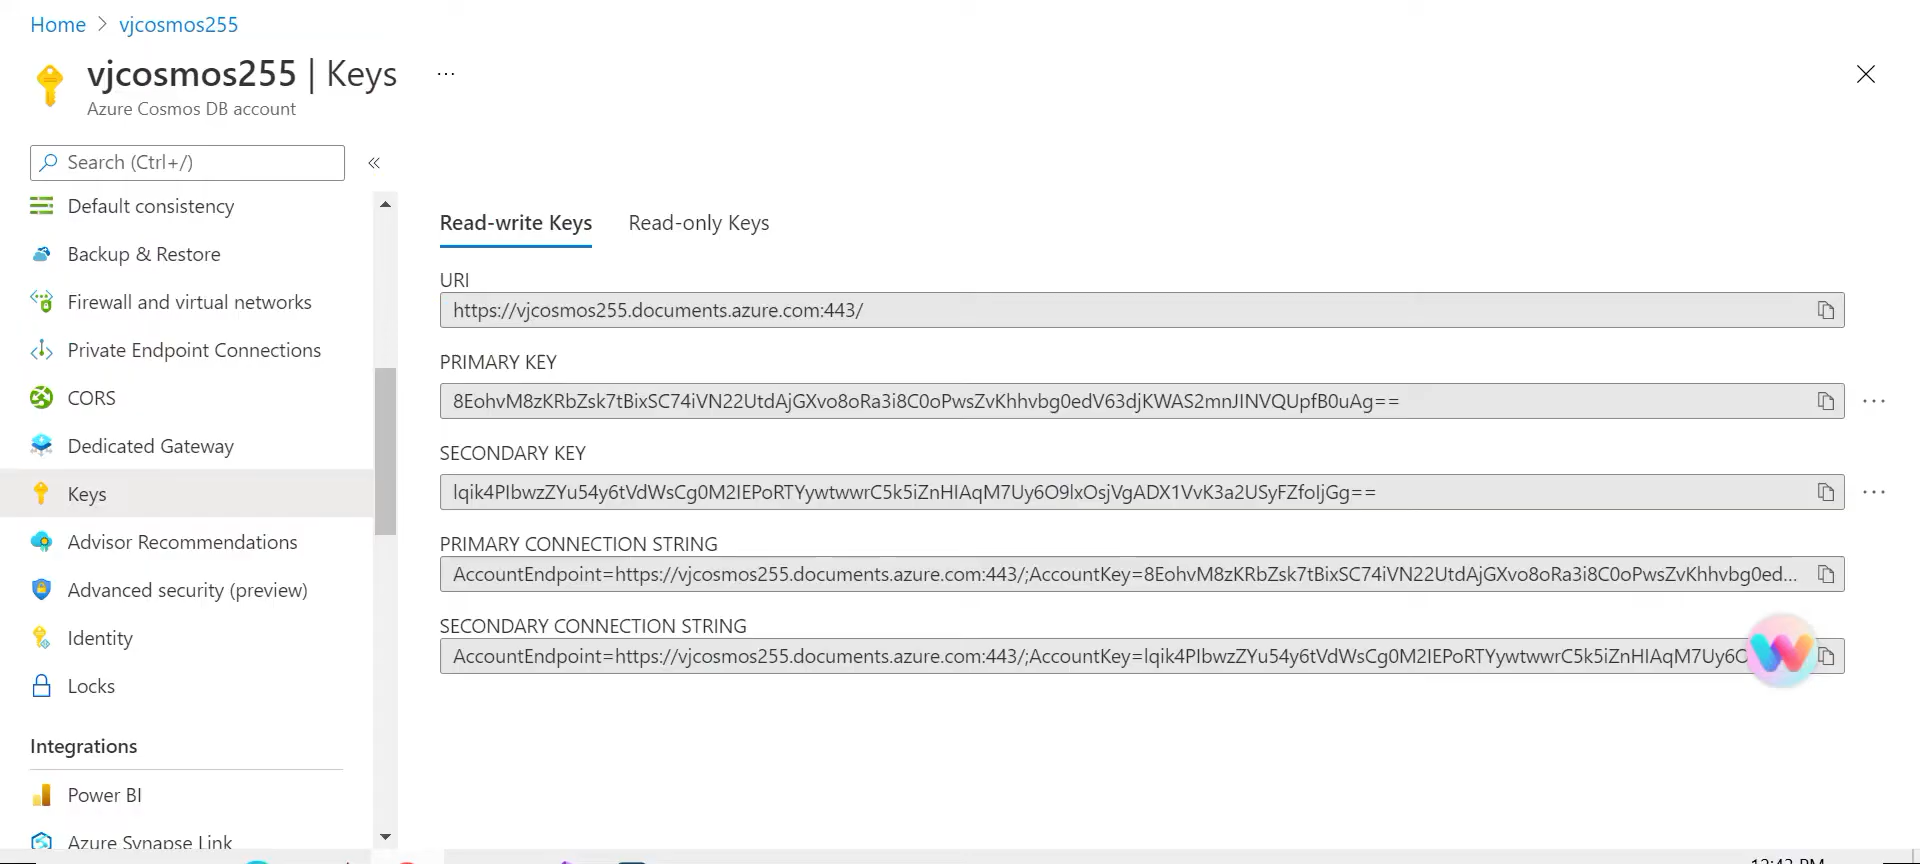 Home > vjcosmos255
vjcosmos255 | Keys ...
Azure Cosmos DB account
Search (Ctrl+/) «
Default consistency
Backup & Restore
Firewall and virtual networks
Private Endpoint Connections
CORS
Dedicated Gateway
Keys
Advisor Recommendations
Advanced security (preview)
Identity
Locks
Integrations
Power BI
Azure Synapse Link
Read-write Keys Read-only Keys
URI
https://vjcosmos255.documents.azure.com:443/
PRIMARY KEY
SECONDARY KEY
PRIMARY CONNECTION STRING
AccountEndpoint=https://vjcosmos255.documents.azure.com:443/;AccountKey=8EohvM8zKRbZsk7tBixSC74iVN22UtdAjGXvo8oRa3i8C0oPwsZvKhhvbg0ed...
SECONDARY CONNECTION STRING
AccountEndpoint=https://vjcosmos255.documents.azure.com:443/;AccountKey=